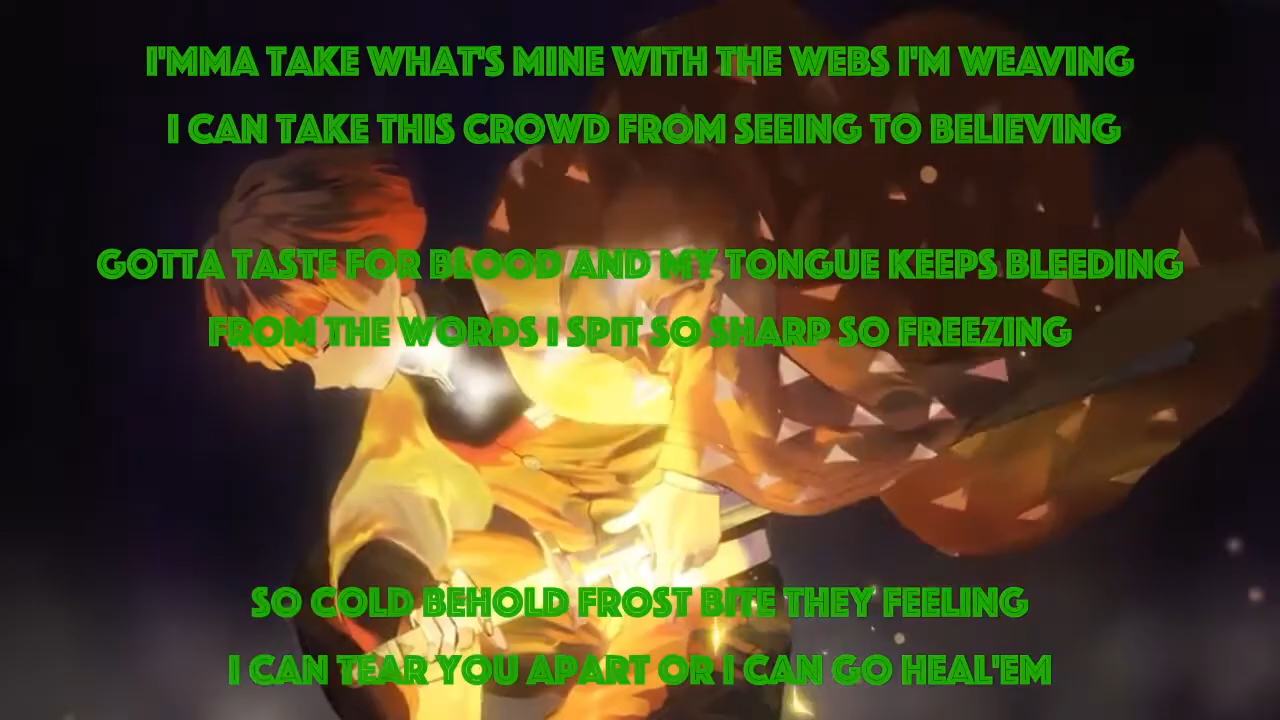 I'MMA TAKE WHAT'S MINE WITH THE WEBS I'M WEAVING
I CAN TAKE THIS CROWD FROM SEEING TO BELIEVING
GOTTA TASTE FOR BLOOD AND MY TONGUE KEEPS BLEEDING
FROM THE WORDS I SPIT SO SHARP SO FREEZING
SO COLD BEHOLD FROST BITE THEY FEELING
I CAN TEAR YOU APART OR I CAN GO HEAL'EM